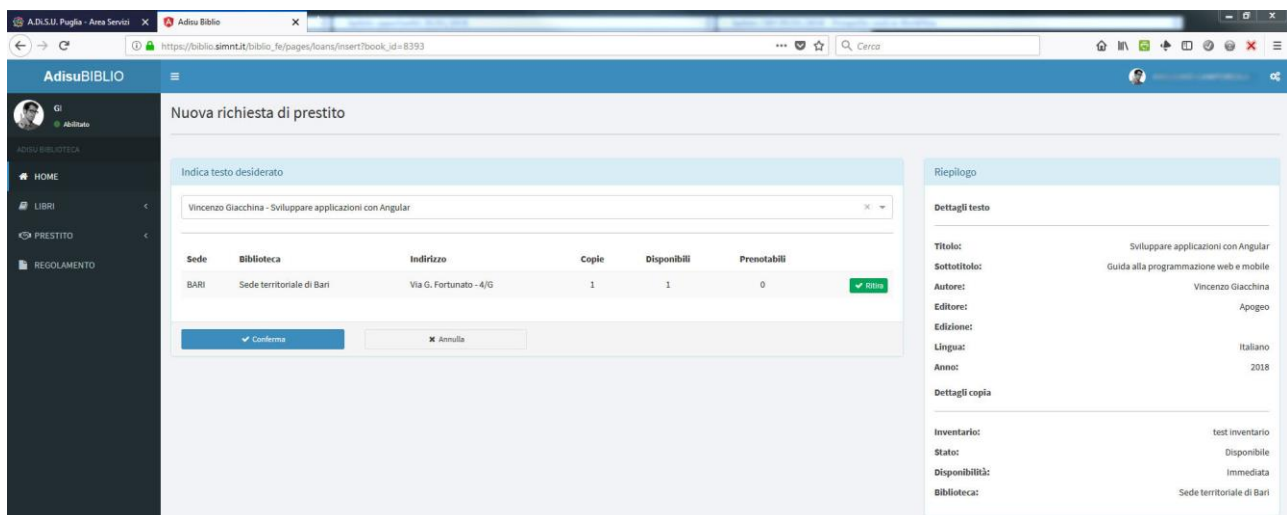 A.Di.S.U. Puglia - Area Servizi
Adisu Biblio
https://biblio.simnt.it/biblio_fe/pages/loans/insert?book_id=8393
Cerca
AdisuBIBLIO
GI
Abilitato
ADISU BIBLIOTECA
HOME
LIBRI
PRESTITO
REGOLAMENTO
Nuova richiesta di prestito
Indica testo desiderato
Vincenzo Giacchina - Sviluppare applicazioni con Angular
Sede Biblioteca Indirizzo Copie Disponibili Prenotabili
BARI Sede territoriale di Bari Via G. Fortunato - 4/G 1 1 0 Ritira
Conferma Annulla
Riepilogo
Dettagli testo
Titolo: Sviluppare applicazioni con Angular
Sottotitolo: Guida alla programmazione web e mobile
Autore: Vincenzo Giacchina
Editore: Apogeo
Edizione:
Lingua: Italiano
Anno: 2018
Dettagli copia
Inventario: test inventario
Stato: Disponibile
Disponibilità: Immediata
Biblioteca: Sede territoriale di Bari